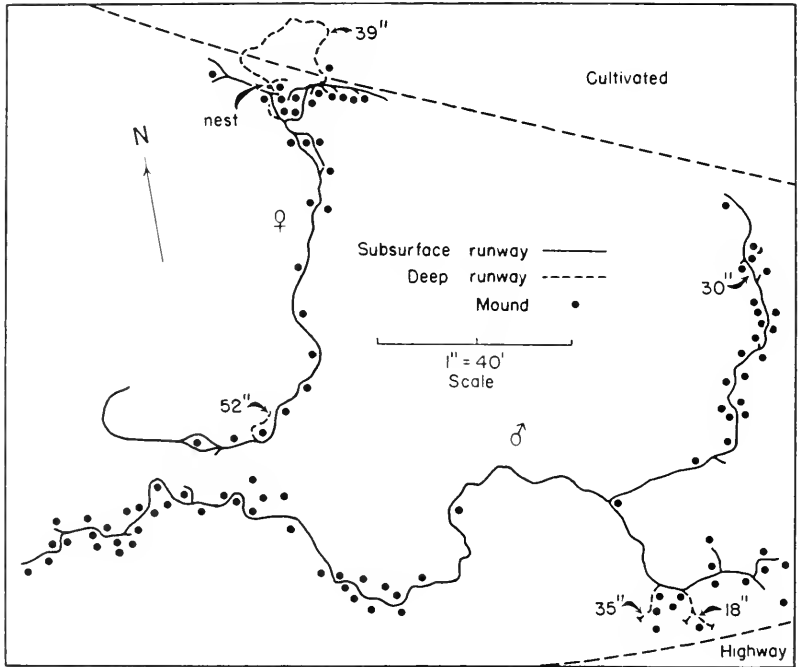 39"
Cultivated
nest
N
♀
Subsurface runway
Deep runway
Mound
30"
1" = 40'
Scale
52"
♂
35"
18"
Highway